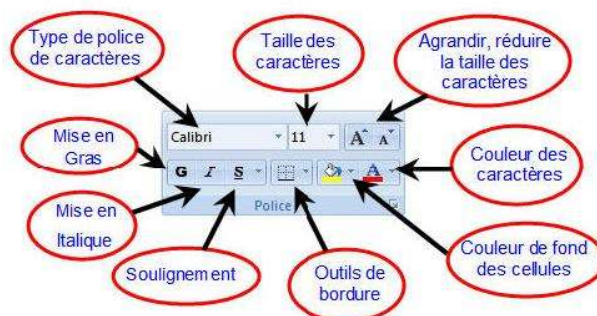 Type de police
de caractères
Taille des
caractères
Agrandir, réduire
la taille des
caractères
Calibri
11
A A
Mise en
Gras
G I S
A
Couleur des
caractères
Police
Mise en
Italique
Soulignement
Outils de
bordure
Couleur de fond
des cellules